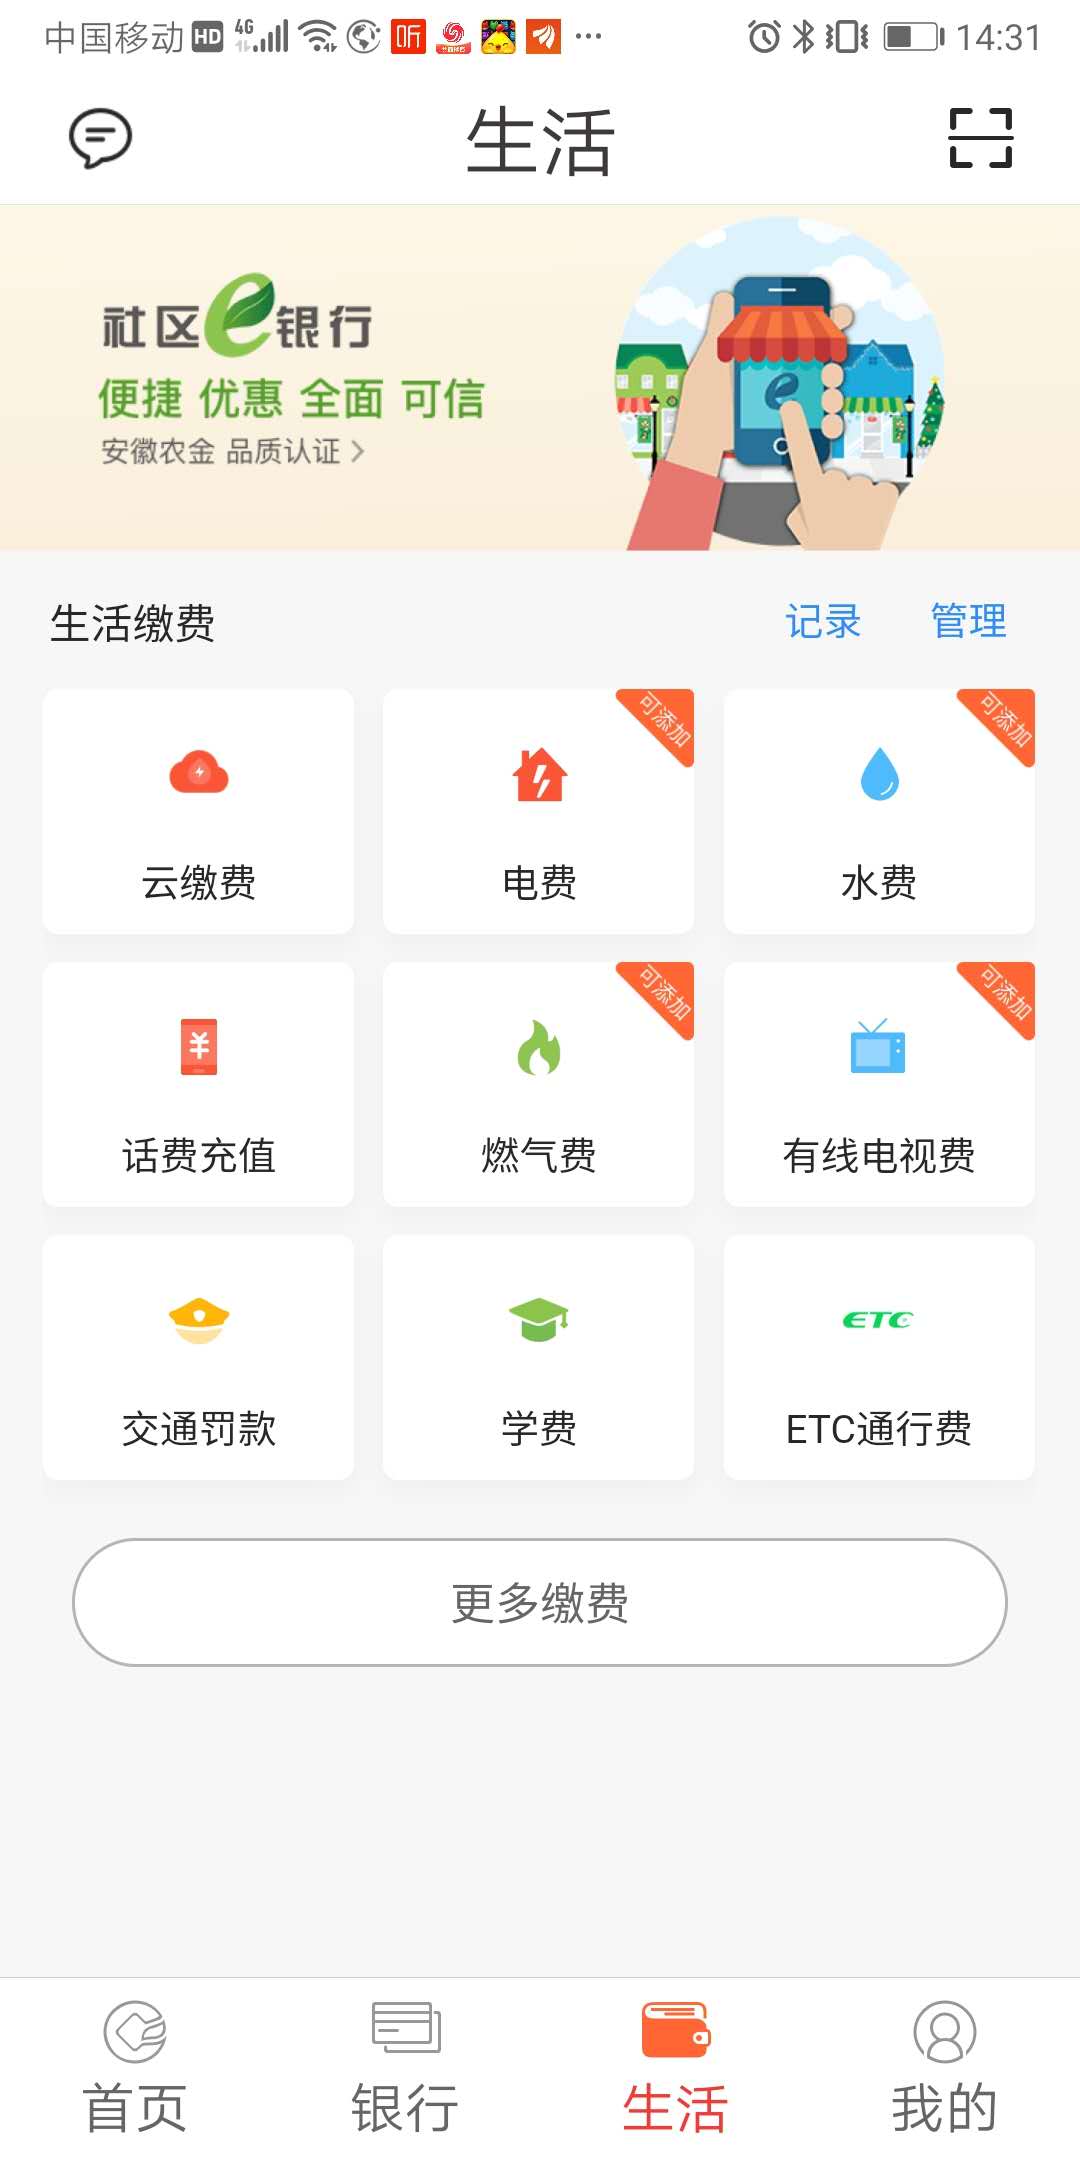 中国移动 HD 4G 听 ··· 14:31
生活
社区e银行
便捷 优惠 全面 可信
安徽农金 品质认证 >
生活缴费 记录 管理
可添加 可添加
云缴费 电费 水费
可添加 可添加
话费充值 燃气费 有线电视费
ETC
交通罚款 学费 ETC通行费
更多缴费
首页 银行 生活 我的